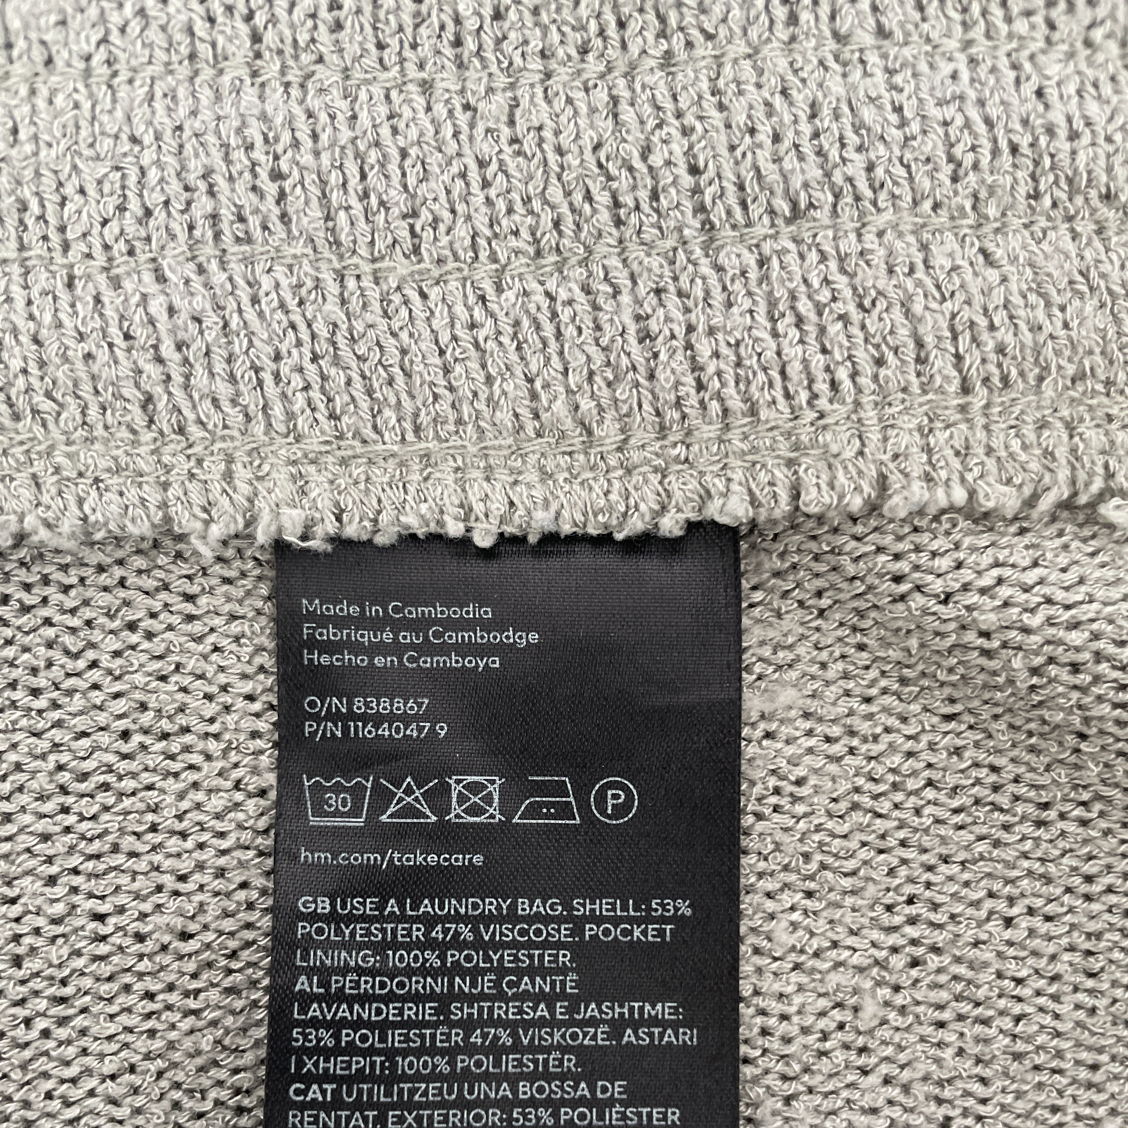 Made in Cambodia
Fabriqué au Cambodge
Hecho en Camboya
O/N 838867
P/N 1164047 9
30 P
hm.com/takecare
GB USE A LAUNDRY BAG. SHELL: 53%
POLYESTER 47% VISCOSE. POCKET
LINING: 100% POLYESTER.
AL PËRDORNI NJË ÇANTË
LAVANDERIE. SHTRESA E JASHTME:
53% POLIESTËR 47% VISKOZË. ASTARI
I XHEPIT: 100% POLIESTËR.
CAT UTILITZEU UNA BOSSA DE
RENTAT. EXTERIOR: 53% POLIÈSTER